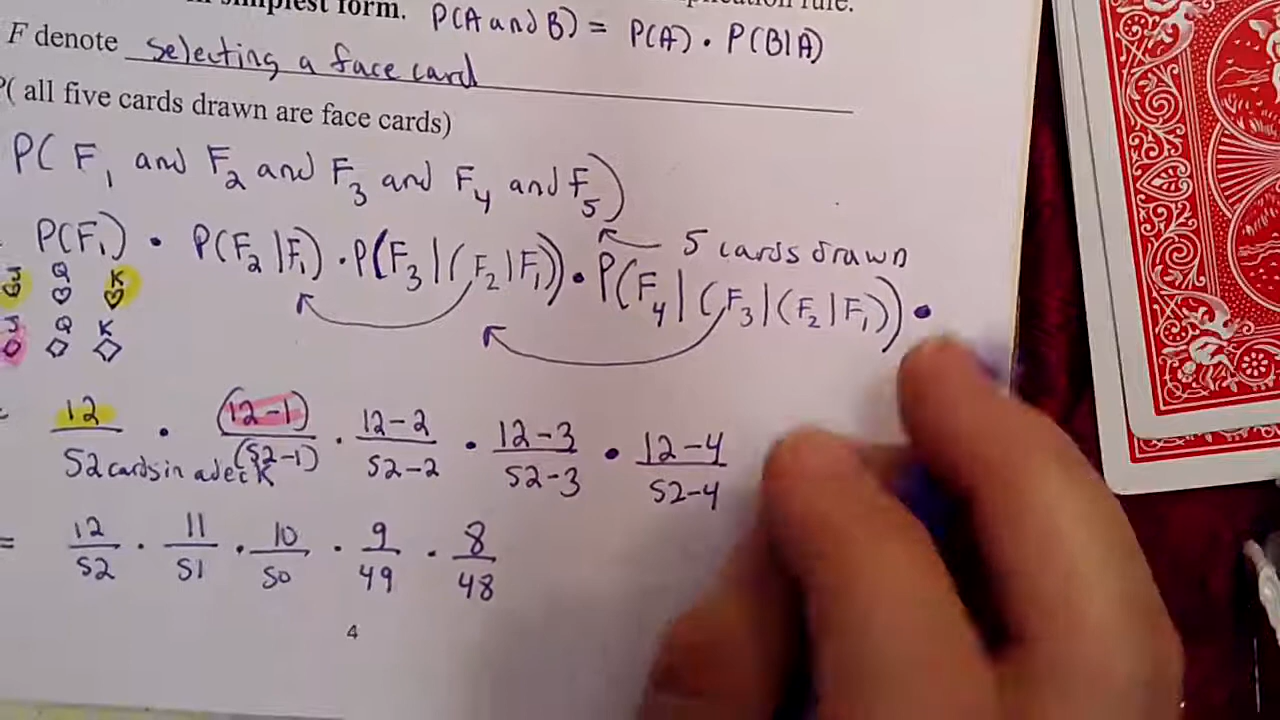 simplest form. P(A and B) = P(A) · P(B|A) rule.
F denote selecting a face card
P( all five cards drawn are face cards)
P( F₁ and F₂ and F₃ and F₄ and F₅)
5 cards drawn
P(F₁) · P(F₂|F₁) · P(F₃|(F₂|F₁)) · P(F₄|(F₃|(F₂|F₁)) ·
J Q K
J Q K
= 12/52 cards in a deck · (12-1)/(52-1) · 12-2/52-2 · 12-3/52-3 · 12-4/52-4
= 12/52 · 11/51 · 10/50 · 9/49 · 8/48
4